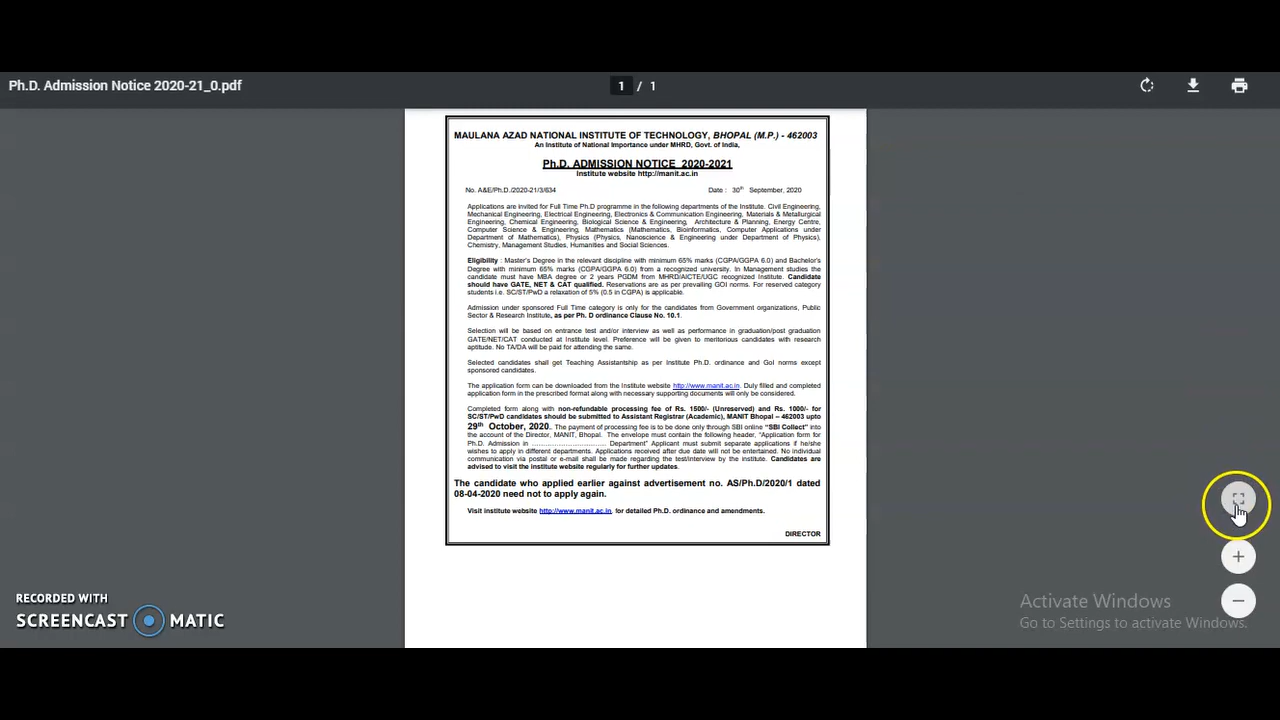 Ph.D. Admission Notice 2020-21_0.pdf
1 / 1
MAULANA AZAD NATIONAL INSTITUTE OF TECHNOLOGY, BHOPAL (M.P.) - 462003
An Institute of National Importance under MHRD, Govt. of India,
Ph.D. ADMISSION NOTICE 2020-2021
Institute website http://manit.ac.in
No. A&E/Ph.D./2020-21/3/634 Date : 30th September, 2020
Applications are invited for Full Time Ph.D programme in the following departments of the Institute. Civil Engineering,
Mechanical Engineering, Electrical Engineering, Electronics & Communication Engineering, Materials & Metallurgical
Engineering, Chemical Engineering, Biological Science & Engineering, Architecture & Planning, Energy Centre,
Computer Science & Engineering, Mathematics (Mathematics, Bioinformatics, Computer Applications under
Department of Mathematics), Physics (Physics, Nanoscience & Engineering under Department of Physics),
Chemistry, Management Studies, Humanities and Social Sciences.
Eligibility : Master's Degree in the relevant discipline with minimum 65% marks (CGPA/GGPA 6.0) and Bachelor's
Degree with minimum 65% marks (CGPA/GGPA 6.0) from a recognized university. In Management studies the
candidate must have MBA degree or 2 years PGDM from MHRD/AICTE/UGC recognized Institute. Candidate
should have GATE, NET & CAT qualified. Reservations are as per prevailing GOI norms. For reserved category
students i.e. SC/ST/PwD a relaxation of 5% (0.5 in CGPA) is applicable.
Admission under sponsored Full Time category is only for the candidates from Government organizations, Public
Sector & Research Institute, as per Ph. D ordinance Clause No. 10.1.
Selection will be based on entrance test and/or interview as well as performance in graduation/post graduation
GATE/NET/CAT conducted at Institute level. Preference will be given to meritorious candidates with research
aptitude. No TA/DA will be paid for attending the same.
Selected candidates shall get Teaching Assistantship as per Institute Ph.D. ordinance and GoI norms except
sponsored candidates.
The application form can be downloaded from the Institute website http://www.manit.ac.in. Duly filled and completed
application form in the prescribed format along with necessary supporting documents will only be considered.
Completed form along with non-refundable processing fee of Rs. 1500/- (Unreserved) and Rs. 1000/- for
SC/ST/PwD candidates should be submitted to Assistant Registrar (Academic), MANIT Bhopal – 462003 upto
29th October, 2020. The payment of processing fee is to be done only through SBI online "SBI Collect" into
the account of the Director, MANIT, Bhopal. The envelope must contain the following header, "Application form for
Ph.D. Admission in ................................ Department" Applicant must submit separate applications if he/she
wishes to apply in different departments. Applications received after due date will not be entertained. No individual
communication via postal or e-mail shall be made regarding the test/interview by the institute. Candidates are
advised to visit the institute website regularly for further updates.
The candidate who applied earlier against advertisement no. AS/Ph.D/2020/1 dated
08-04-2020 need not to apply again.
Visit institute website http://www.manit.ac.in. for detailed Ph.D. ordinance and amendments.
DIRECTOR
RECORDED WITH
SCREENCAST MATIC
Activate Windows
Go to Settings to activate Windows.